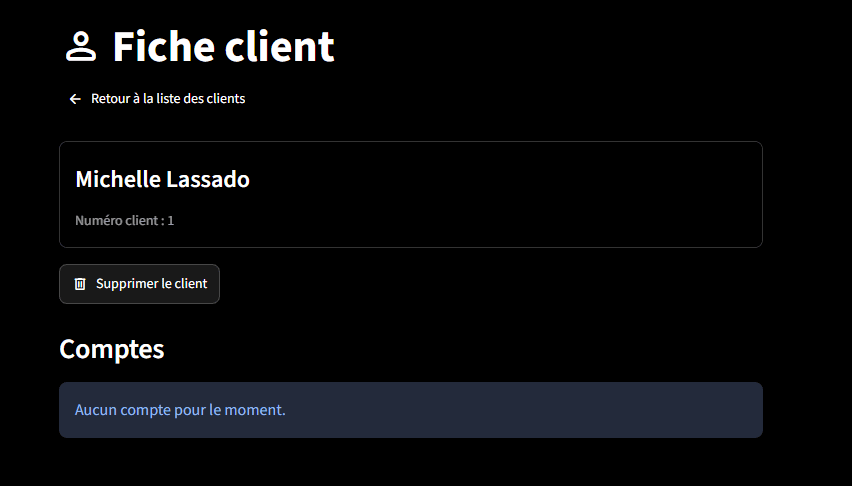 Fiche client
Retour à la liste des clients
Michelle Lassado
Numéro client : 1
Supprimer le client
Comptes
Aucun compte pour le moment.